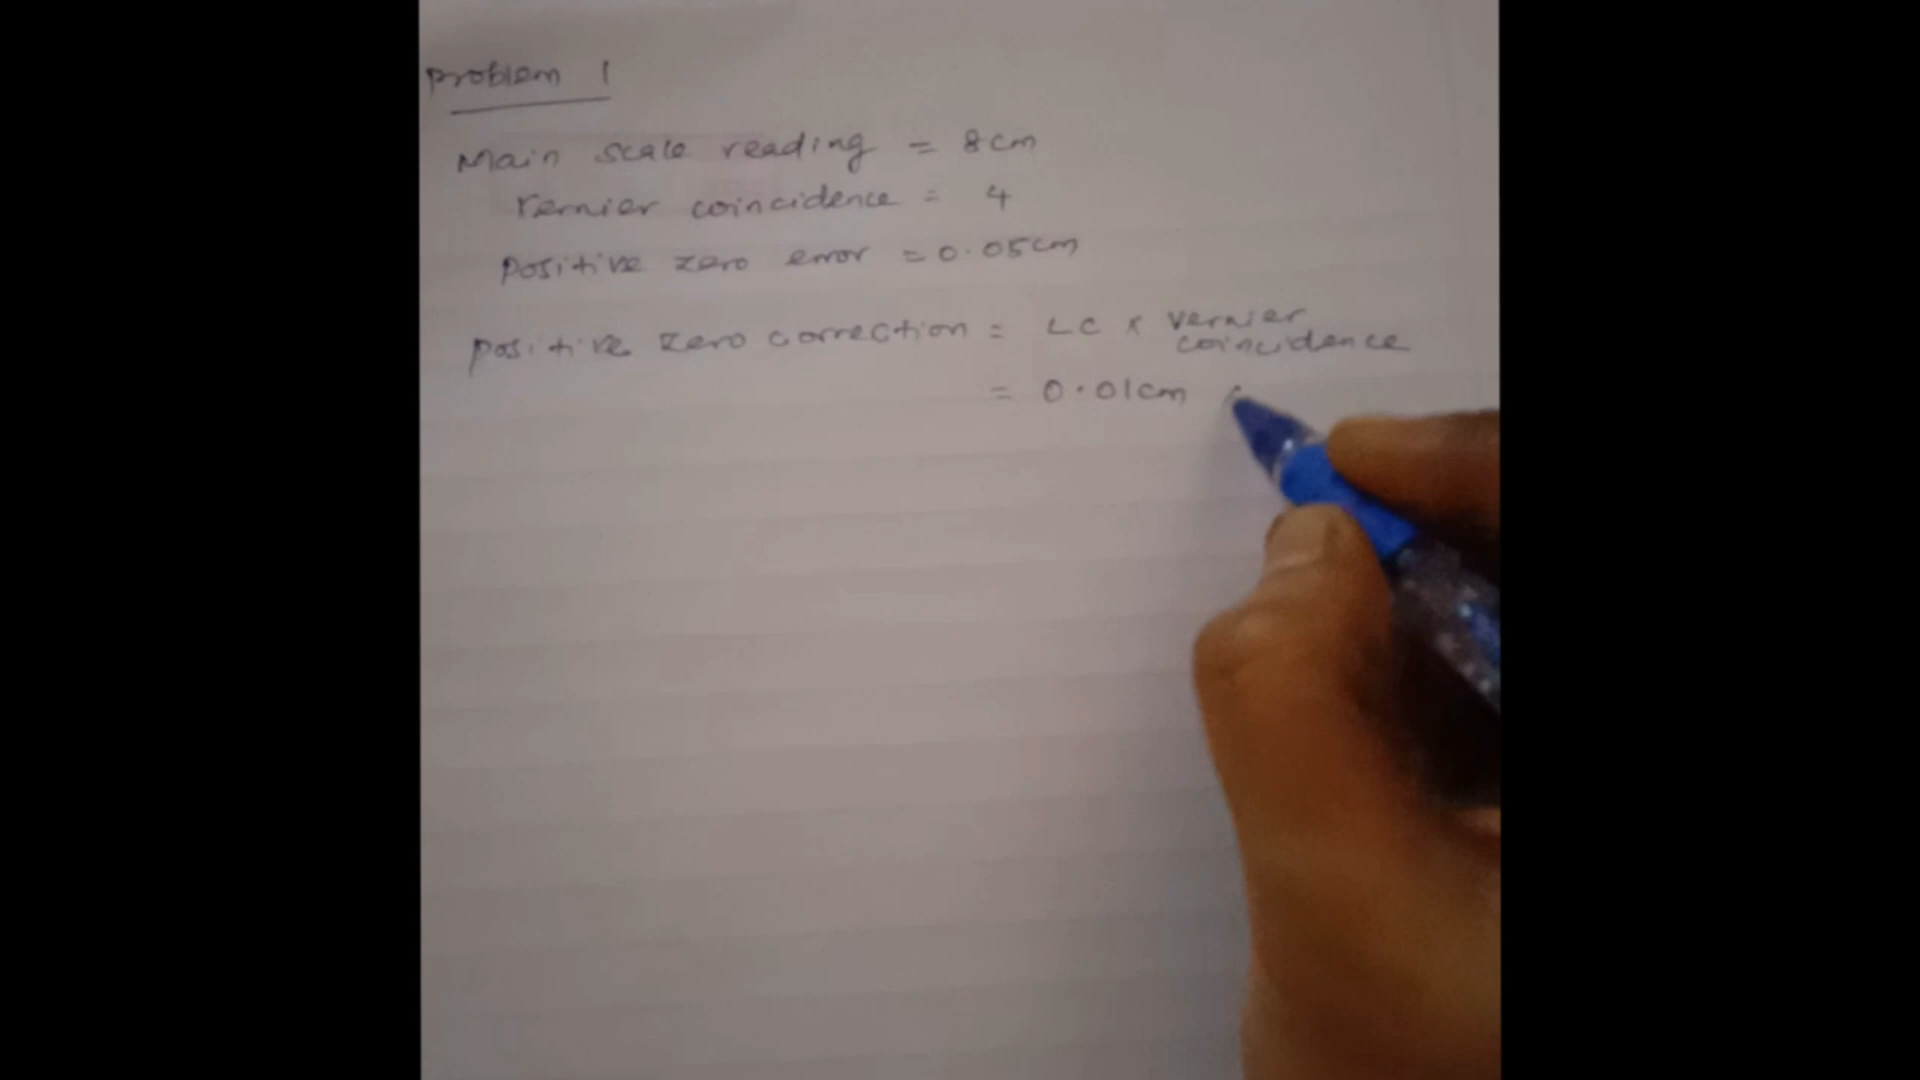 Problem 1
Main scale reading = 8cm
Vernier coincidence = 4
Positive zero error = 0.05cm
Positive zero correction = LC × vernier coincidence
= 0.01cm